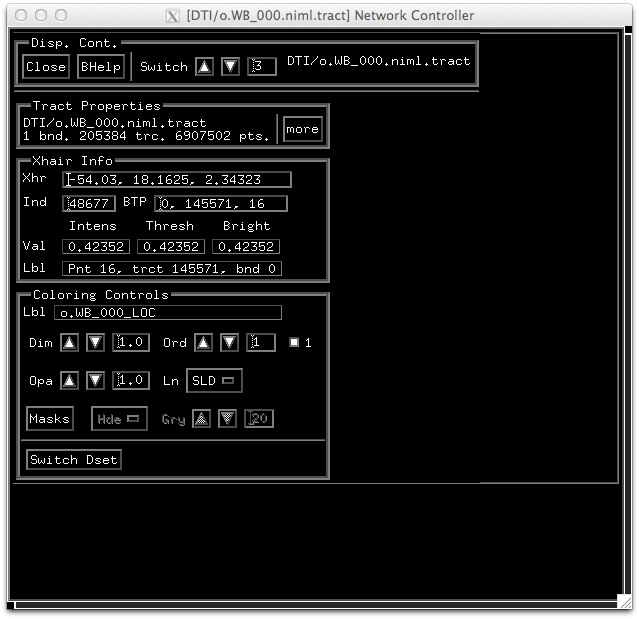 [DTI/o.WB_000.niml.tract] Network Controller
Disp. Cont.
Close BHelp Switch 3 DTI/o.WB_000.niml.tract
Tract Properties
DTI/o.WB_000.niml.tract
1 bnd. 205384 trc. 6907502 pts. more
Xhair Info
Xhr -54.03, 18.1625, 2.34323
Ind 48677 BTP 0, 145571, 16
Intens Thresh Bright
Val 0.42352 0.42352 0.42352
Lbl Pnt 16, trct 145571, bnd 0
Coloring Controls
Lbl o.WB_000_LOC
Dim 1.0 Ord 1 1
Opa 1.0 Ln SLD
Masks Hde Gry 20
Switch Dset